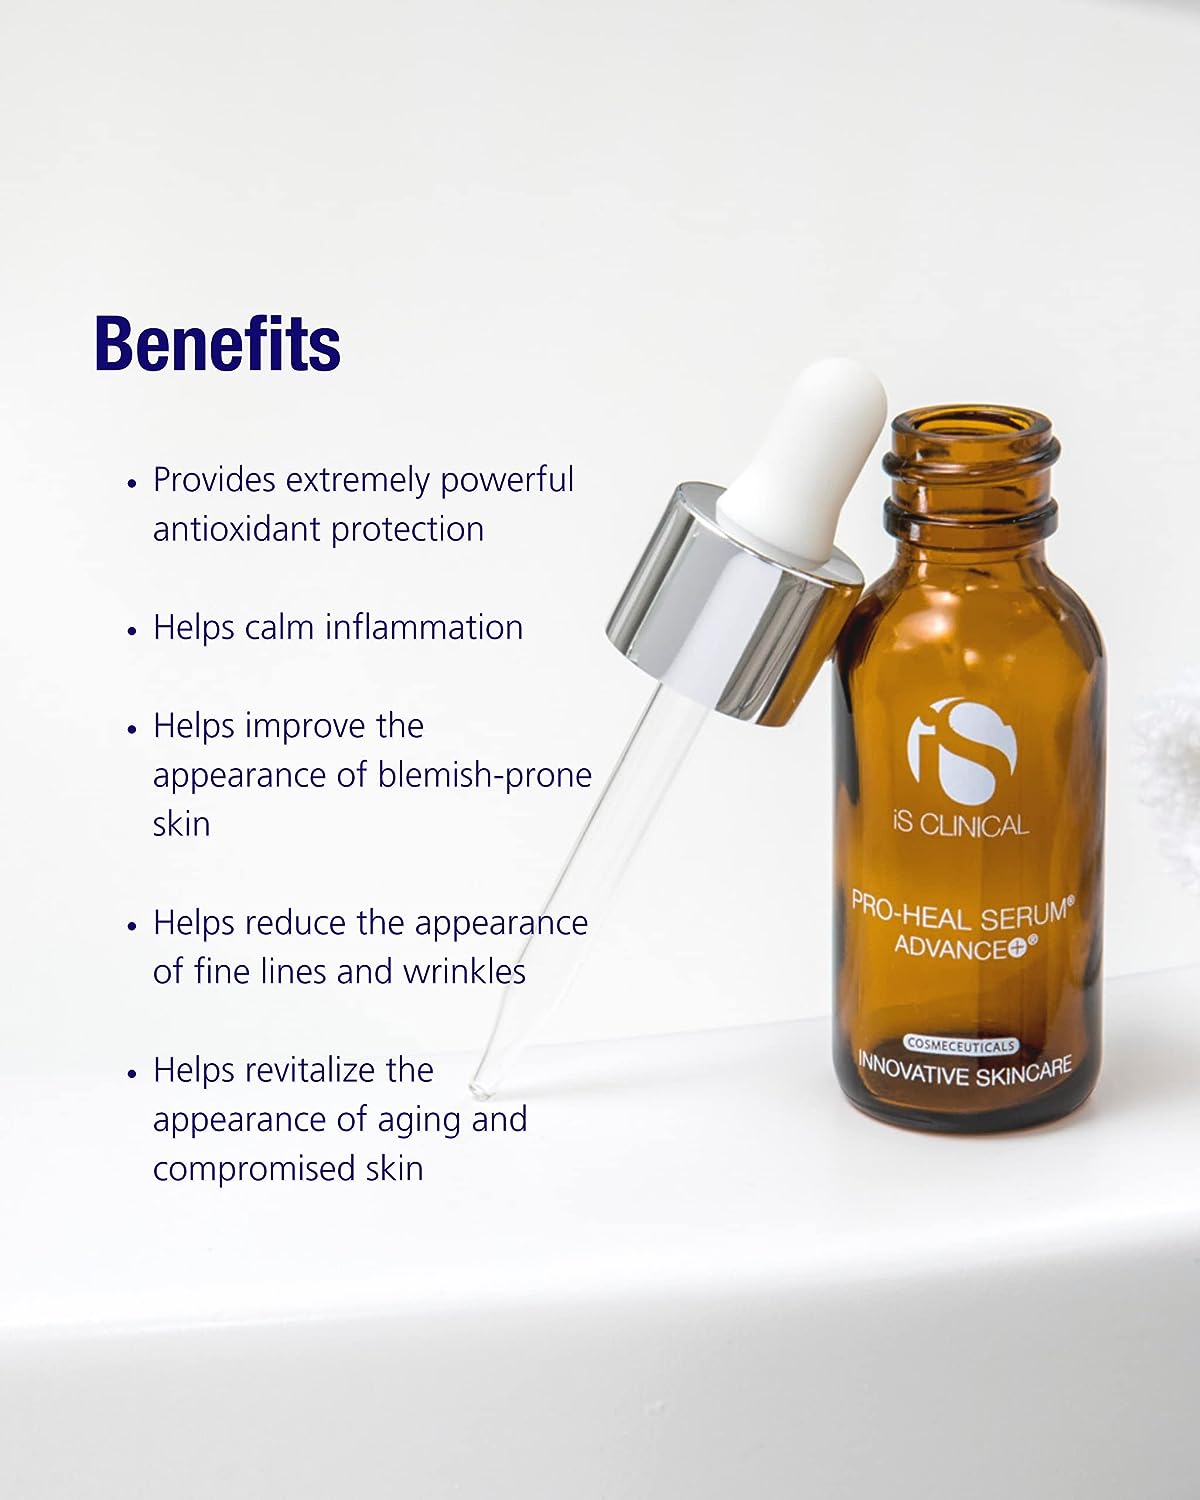 Benefits
• Provides extremely powerful
antioxidant protection
• Helps calm inflammation
• Helps improve the
appearance of blemish-prone
skin
• Helps reduce the appearance
of fine lines and wrinkles
• Helps revitalize the
appearance of aging and
compromised skin
iS
iS CLINICAL
PRO-HEAL SERUM®
ADVANCE+®
COSMECEUTICALS
INNOVATIVE SKINCARE